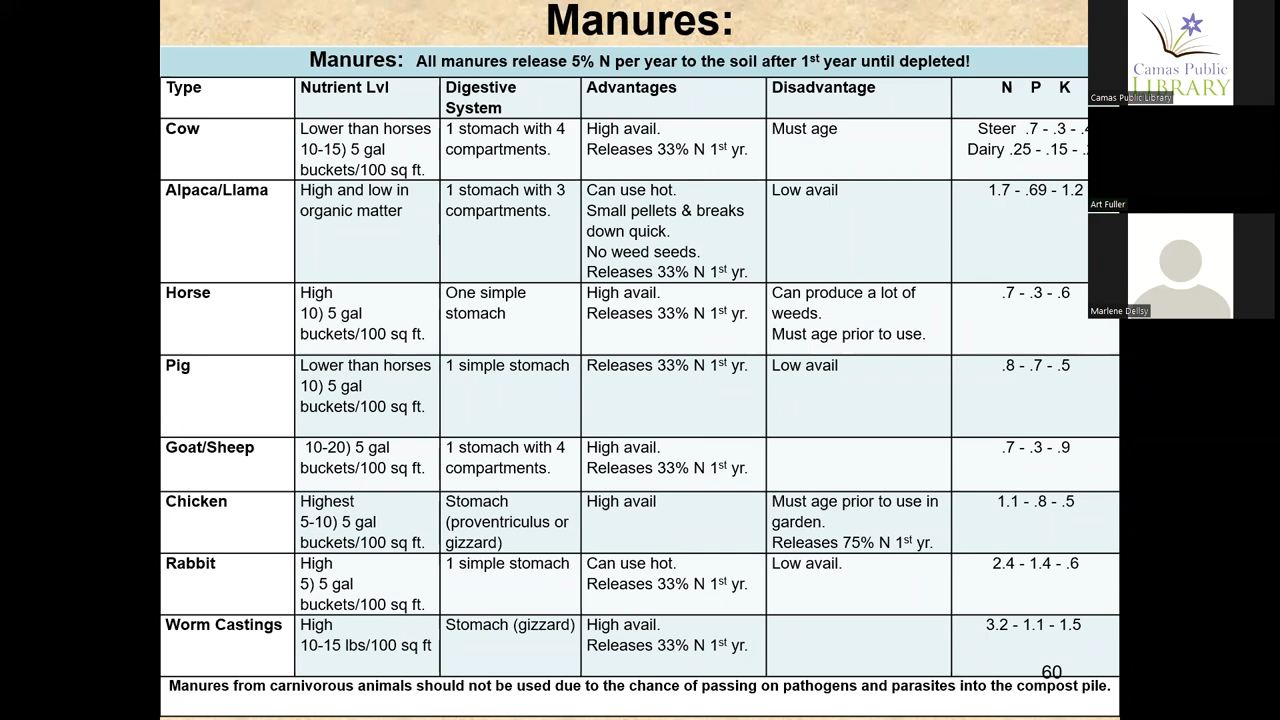 Manures:
Manures: All manures release 5% N per year to the soil after 1st year until depleted!
Type Nutrient Lvl Digestive System Advantages Disadvantage N P K
Cow
Lower than horses
10-15) 5 gal
buckets/100 sq ft.
1 stomach with 4
compartments.
High avail.
Releases 33% N 1st yr.
Must age
Steer .7 - .3 -
Dairy .25 - .15 -
Alpaca/Llama
High and low in
organic matter
1 stomach with 3
compartments.
Can use hot.
Small pellets & breaks
down quick.
No weed seeds.
Releases 33% N 1st yr.
Low avail
1.7 - .69 - 1.2
Horse
High
10) 5 gal
buckets/100 sq ft.
One simple
stomach
High avail.
Releases 33% N 1st yr.
Can produce a lot of
weeds.
Must age prior to use.
.7 - .3 - .6
Pig
Lower than horses
10) 5 gal
buckets/100 sq ft.
1 simple stomach
Releases 33% N 1st yr.
Low avail
.8 - .7 - .5
Goat/Sheep
10-20) 5 gal
buckets/100 sq ft.
1 stomach with 4
compartments.
High avail.
Releases 33% N 1st yr.
.7 - .3 - .9
Chicken
Highest
5-10) 5 gal
buckets/100 sq ft.
Stomach
(proventriculus or
gizzard)
High avail
Must age prior to use in
garden.
Releases 75% N 1st yr.
1.1 - .8 - .5
Rabbit
High
5) 5 gal
buckets/100 sq ft.
1 simple stomach
Can use hot.
Releases 33% N 1st yr.
Low avail.
2.4 - 1.4 - .6
Worm Castings
High
10-15 lbs/100 sq ft
Stomach (gizzard)
High avail.
Releases 33% N 1st yr.
3.2 - 1.1 - 1.5
60
Manures from carnivorous animals should not be used due to the chance of passing on pathogens and parasites into the compost pile.
Camas Public
LIBRARY
Camas Public Library
Art Fuller
Marlene Dellsy